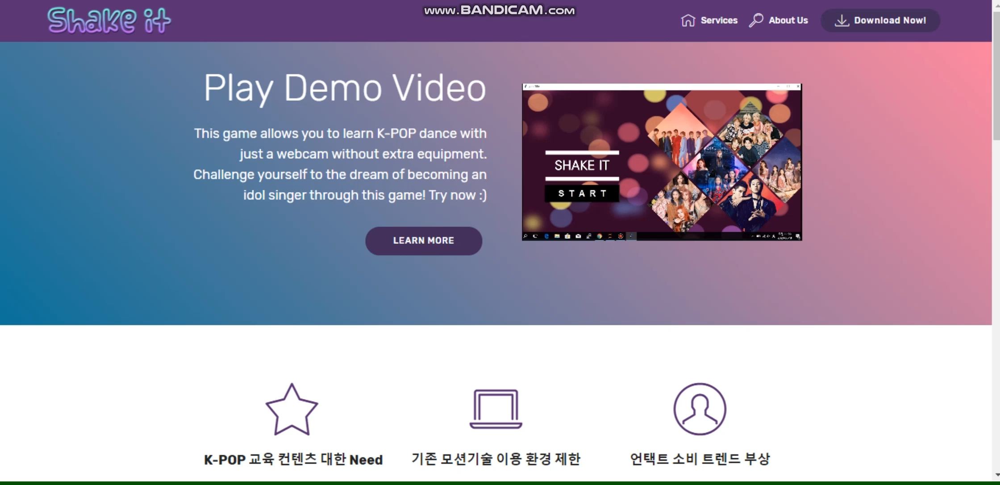 www.BANDICAM.com
Shake it
Services
About Us
Download Now!
Play Demo Video
This game allows you to learn K-POP dance with
just a webcam without extra equipment.
Challenge yourself to the dream of becoming an
idol singer through this game! Try now :)
LEARN MORE
Title
SHAKE IT
START
K-POP 교육 컨텐츠 대한 Need
기존 모션기술 이용 환경 제한
언택트 소비 트렌드 부상